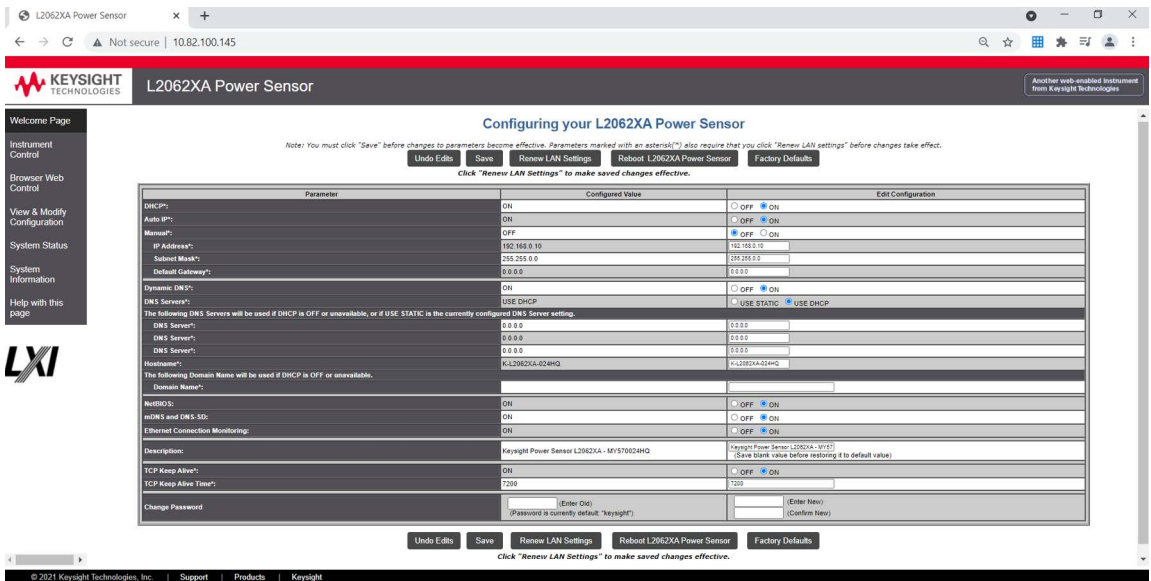 L2062XA Power Sensor
Not secure | 10.82.100.145
KEYSIGHT
TECHNOLOGIES
L2062XA Power Sensor
Another web-enabled Instrument
from Keysight Technologies
Welcome Page
Instrument
Control
Browser Web
Control
View & Modify
Configuration
System Status
System
Information
Help with this
page
LXI
Configuring your L2062XA Power Sensor
Note: You must click "Save" before changes to parameters become effective. Parameters marked with an asterisk(*) also require that you click "Renew LAN settings" before changes take effect.
Undo Edits Save Renew LAN Settings Reboot L2062XA Power Sensor Factory Defaults
Click "Renew LAN Settings" to make saved changes effective.
Parameter Configured Value Edit Configuration
DHCP*: ON OFF ON
Auto IP*: ON OFF ON
Manual*: OFF OFF ON
IP Address*: 192.168.0.10 192.168.0.10
Subnet Mask*: 255.255.0.0 255.255.0.0
Default Gateway*: 0.0.0.0 0.0.0.0
Dynamic DNS*: ON OFF ON
DNS Servers*: USE DHCP USE STATIC USE DHCP
The following DNS Servers will be used if DHCP is OFF or unavailable, or if USE STATIC is the currently configured DNS Server setting.
DNS Server*: 0.0.0.0 0.0.0.0
DNS Server*: 0.0.0.0 0.0.0.0
DNS Server*: 0.0.0.0 0.0.0.0
Hostname*: K-L2062XA-024HQ K-L2062XA-024HQ
The following Domain Name will be used if DHCP is OFF or unavailable.
Domain Name*:
NetBIOS: ON OFF ON
mDNS and DNS-SD: ON OFF ON
Ethernet Connection Monitoring: ON OFF ON
Description: Keysight Power Sensor L2062XA - MY570024HQ Keysight Power Sensor L2062XA - MY57
(Save blank value before restoring it to default value)
TCP Keep Alive*: ON OFF ON
TCP Keep Alive Time*: 7200 7200
Change Password (Enter Old) (Enter New)
(Password is currently default: "keysight") (Confirm New)
Undo Edits Save Renew LAN Settings Reboot L2062XA Power Sensor Factory Defaults
Click "Renew LAN Settings" to make saved changes effective.
© 2021 Keysight Technologies, Inc. | Support | Products | Keysight